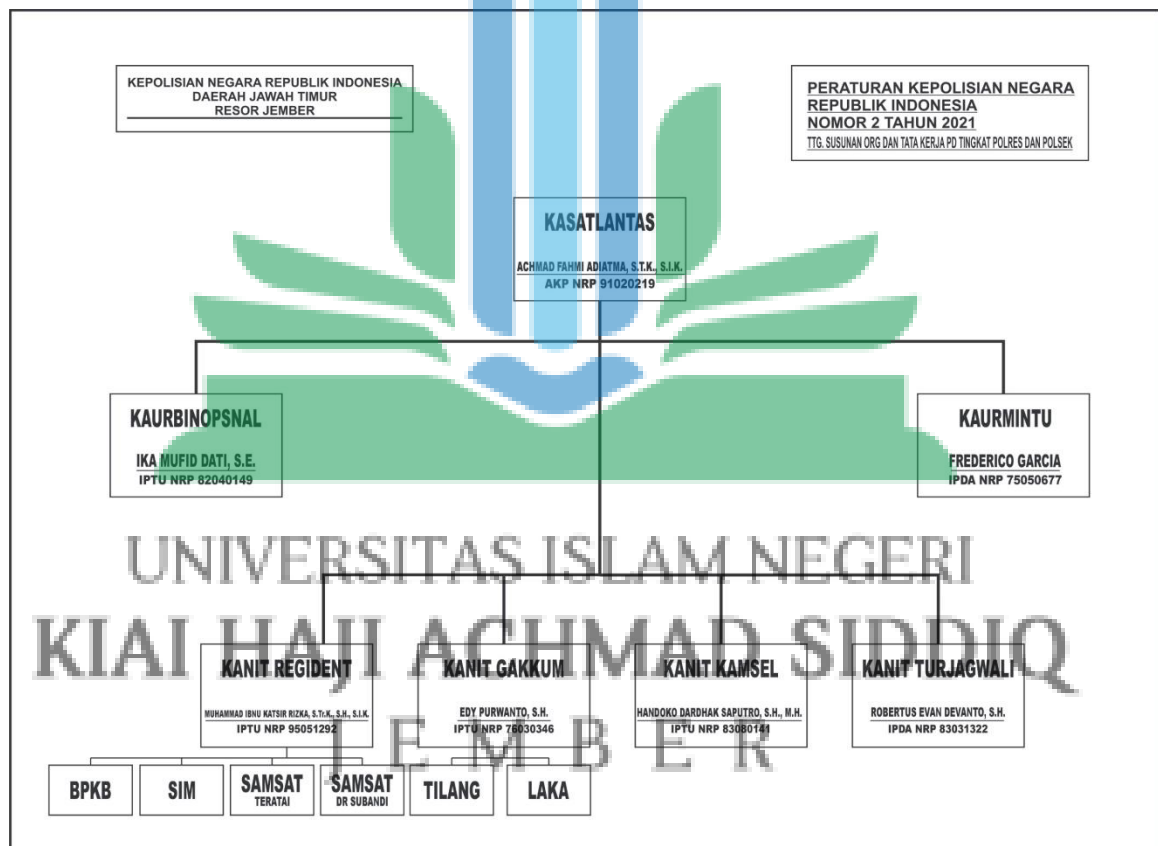 KEPOLISIAN NEGARA REPUBLIK INDONESIA
DAERAH JAWAH TIMUR
RESOR JEMBER
PERATURAN KEPOLISIAN NEGARA
REPUBLIK INDONESIA
NOMOR 2 TAHUN 2021
TTG. SUSUNAN ORG DAN TATA KERJA PD TINGKAT POLRES DAN POLSEK
KASATLANTAS
ACHMAD FAHMI ADIATMA, S.T.K., S.I.K.
AKP NRP 91020219
KAURBINOPSNAL
IKA MUFID DATI, S.E.
IPTU NRP 82040149
KAURMINTU
FREDERICO GARCIA
IPDA NRP 75050677
UNIVERSITAS ISLAM NEGERI
KIAI HAJI ACHMAD SIDDIQ
JEMBER
KANIT REGIDENT
MUHAMMAD IBNU KATSIR RIZKA, S.Tr.K., S.H., S.I.K.
IPTU NRP 95051292
KANIT GAKKUM
EDY PURWANTO, S.H.
IPTU NRP 76030346
KANIT KAMSEL
HANDOKO DARDHAK SAPUTRO, S.H., M.H.
IPTU NRP 83080141
KANIT TURJAGWALI
ROBERTUS EVAN DEVANTO, S.H.
IPDA NRP 83031322
BPKB
SIM
SAMSAT
TERATAI
SAMSAT
DR SUBANDI
TILANG
LAKA